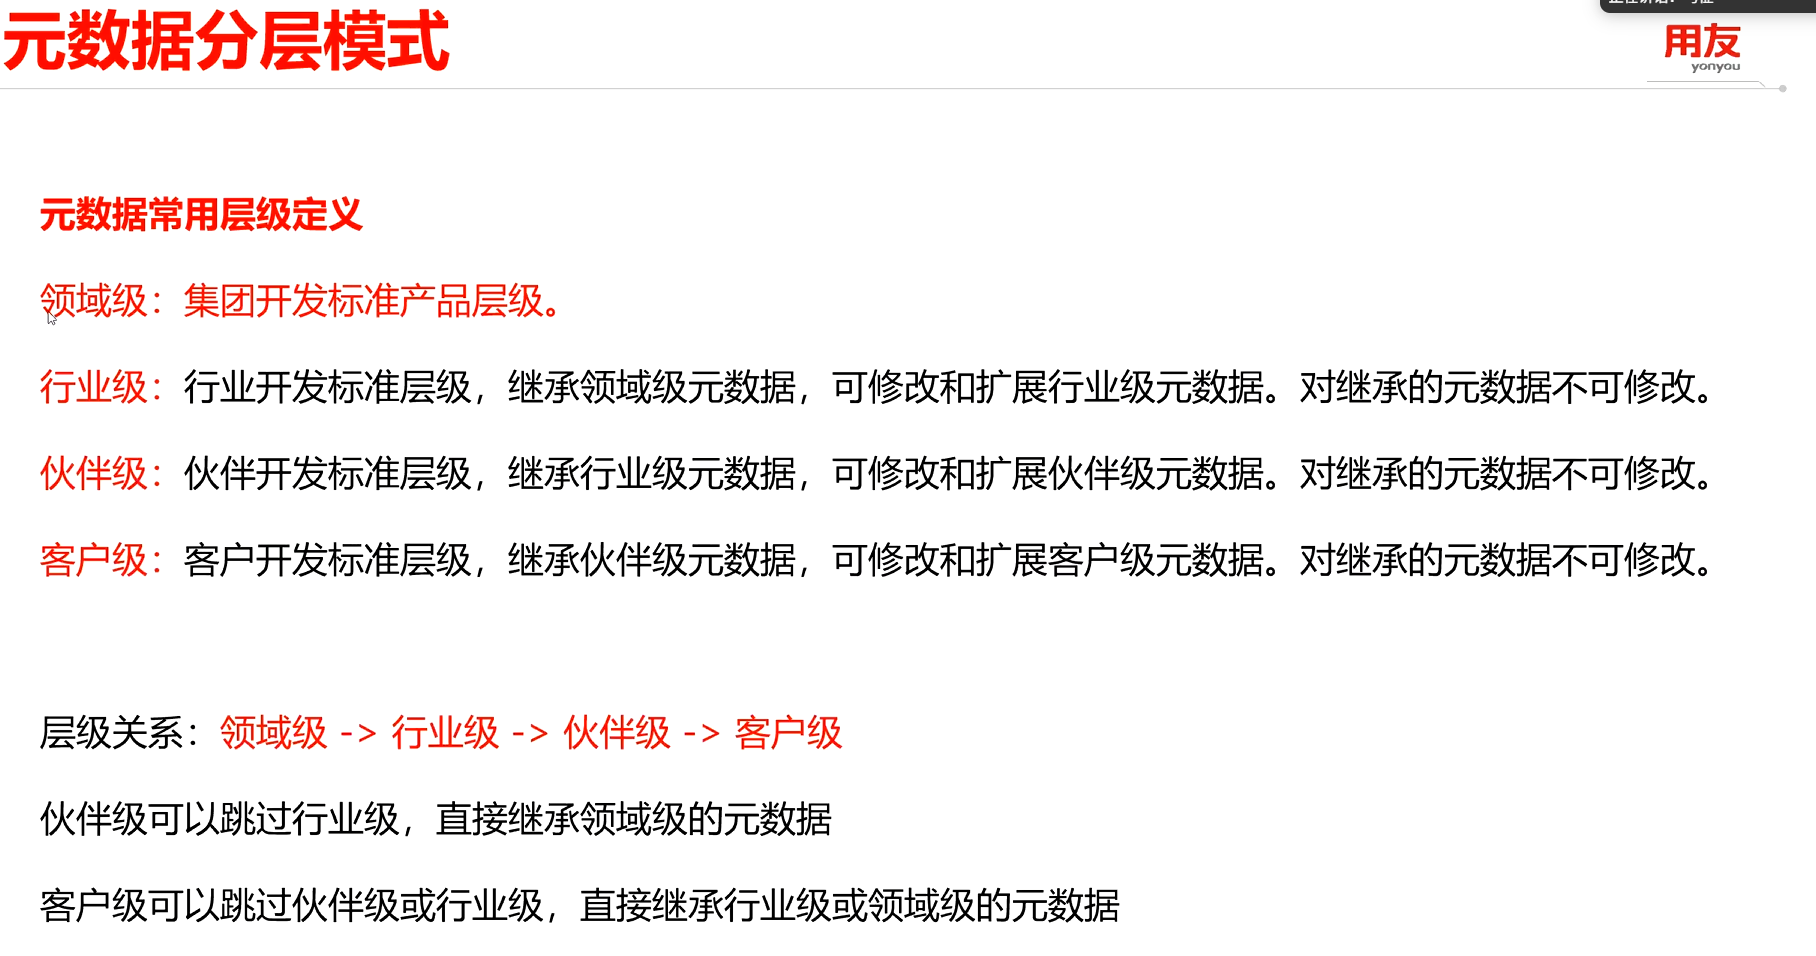 元数据分层模式
用友
yonyou
元数据常用层级定义
领域级：集团开发标准产品层级。
行业级：行业开发标准层级，继承领域级元数据，可修改和扩展行业级元数据。对继承的元数据不可修改。
伙伴级：伙伴开发标准层级，继承行业级元数据，可修改和扩展伙伴级元数据。对继承的元数据不可修改。
客户级：客户开发标准层级，继承伙伴级元数据，可修改和扩展客户级元数据。对继承的元数据不可修改。
层级关系：领域级 -> 行业级 -> 伙伴级 -> 客户级
伙伴级可以跳过行业级，直接继承领域级的元数据
客户级可以跳过伙伴级或行业级，直接继承行业级或领域级的元数据